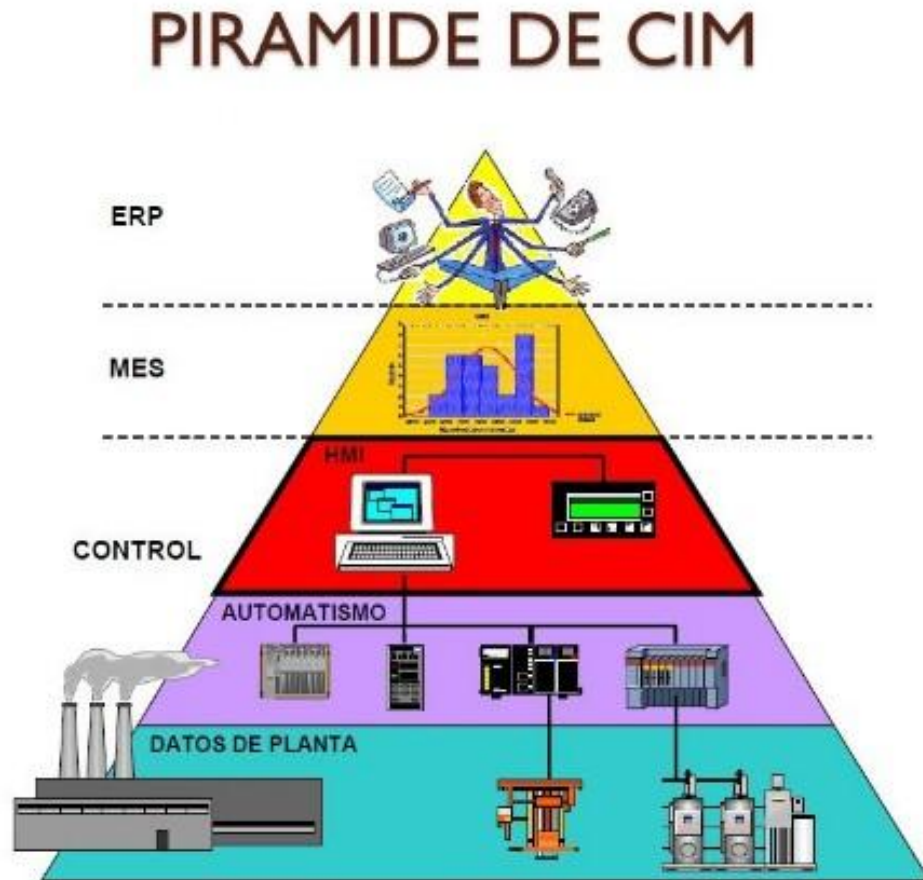 PIRAMIDE DE CIM
ERP
MES
HMI
CONTROL
AUTOMATISMO
DATOS DE PLANTA